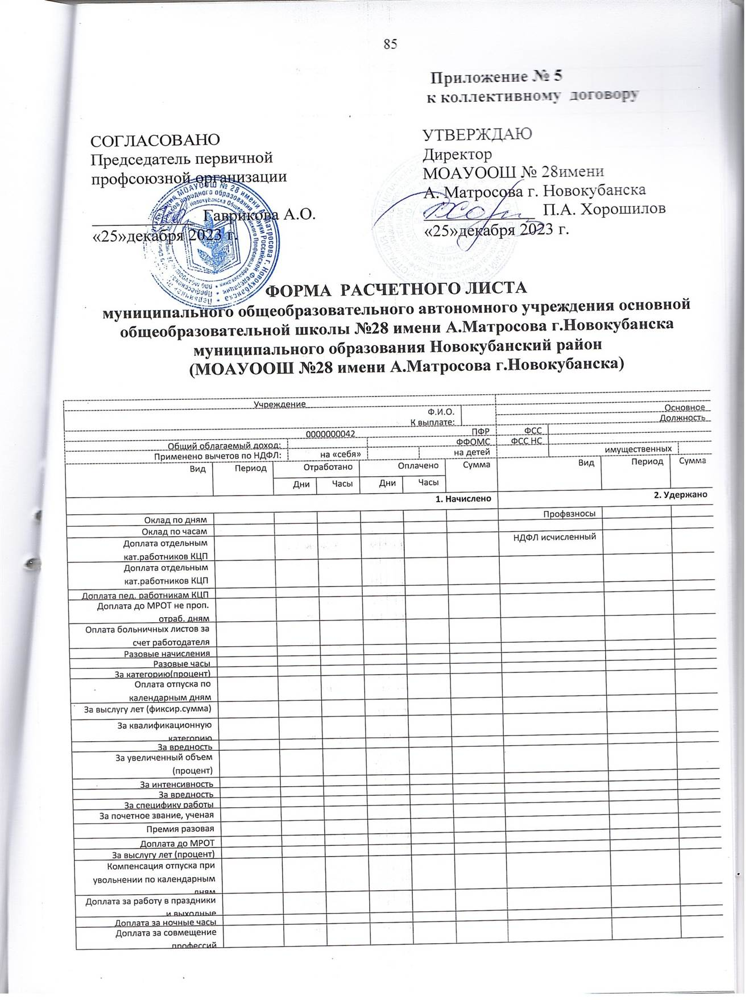 85
Приложение № 5
к коллективному договору
СОГЛАСОВАНО
Председатель первичной
профсоюзной организации
Гаврикова А.О.
«25»декабря 2023 г.
УТВЕРЖДАЮ
Директор
МОАУООШ № 28имени
А. Матросова г. Новокубанска
П.А. Хорошилов
«25»декабря 2023 г.
ФОРМА РАСЧЕТНОГО ЛИСТА
муниципального общеобразовательного автономного учреждения основной
общеобразовательной школы №28 имени А.Матросова г.Новокубанска
муниципального образования Новокубанский район
(МОАУООШ №28 имени А.Матросова г.Новокубанска)
Учреждение
Ф.И.О. Основное
К выплате: Должность
0000000042 ПФР ФСС
Общий облагаемый доход: ФФОМС ФСС НС
Применено вычетов по НДФЛ: на «себя» на детей имущественных
Вид Период Отработано Оплачено Сумма Вид Период Сумма
Дни Часы Дни Часы
1. Начислено 2. Удержано
Оклад по дням Профвзносы
Оклад по часам
Доплата отдельным НДФЛ исчисленный
кат.работников КЦП
Доплата отдельным
кат.работников КЦП
Доплата пед. работникам КЦП
Доплата до МРОТ не проп.
отраб. дням
Оплата больничных листов за
счет работодателя
Разовые начисления
Разовые часы
За категорию(процент)
Оплата отпуска по
календарным дням
За выслугу лет (фиксир.сумма)
За квалификационную
категорию
За вредность
За увеличенный объем
(процент)
За интенсивность
За вредность
За специфику работы
За почетное звание, ученая
Премия разовая
Доплата до МРОТ
За выслугу лет (процент)
Компенсация отпуска при
увольнении по календарным
дням
Доплата за работу в праздники
и выходные
Доплата за ночные часы
Доплата за совмещение
профессий